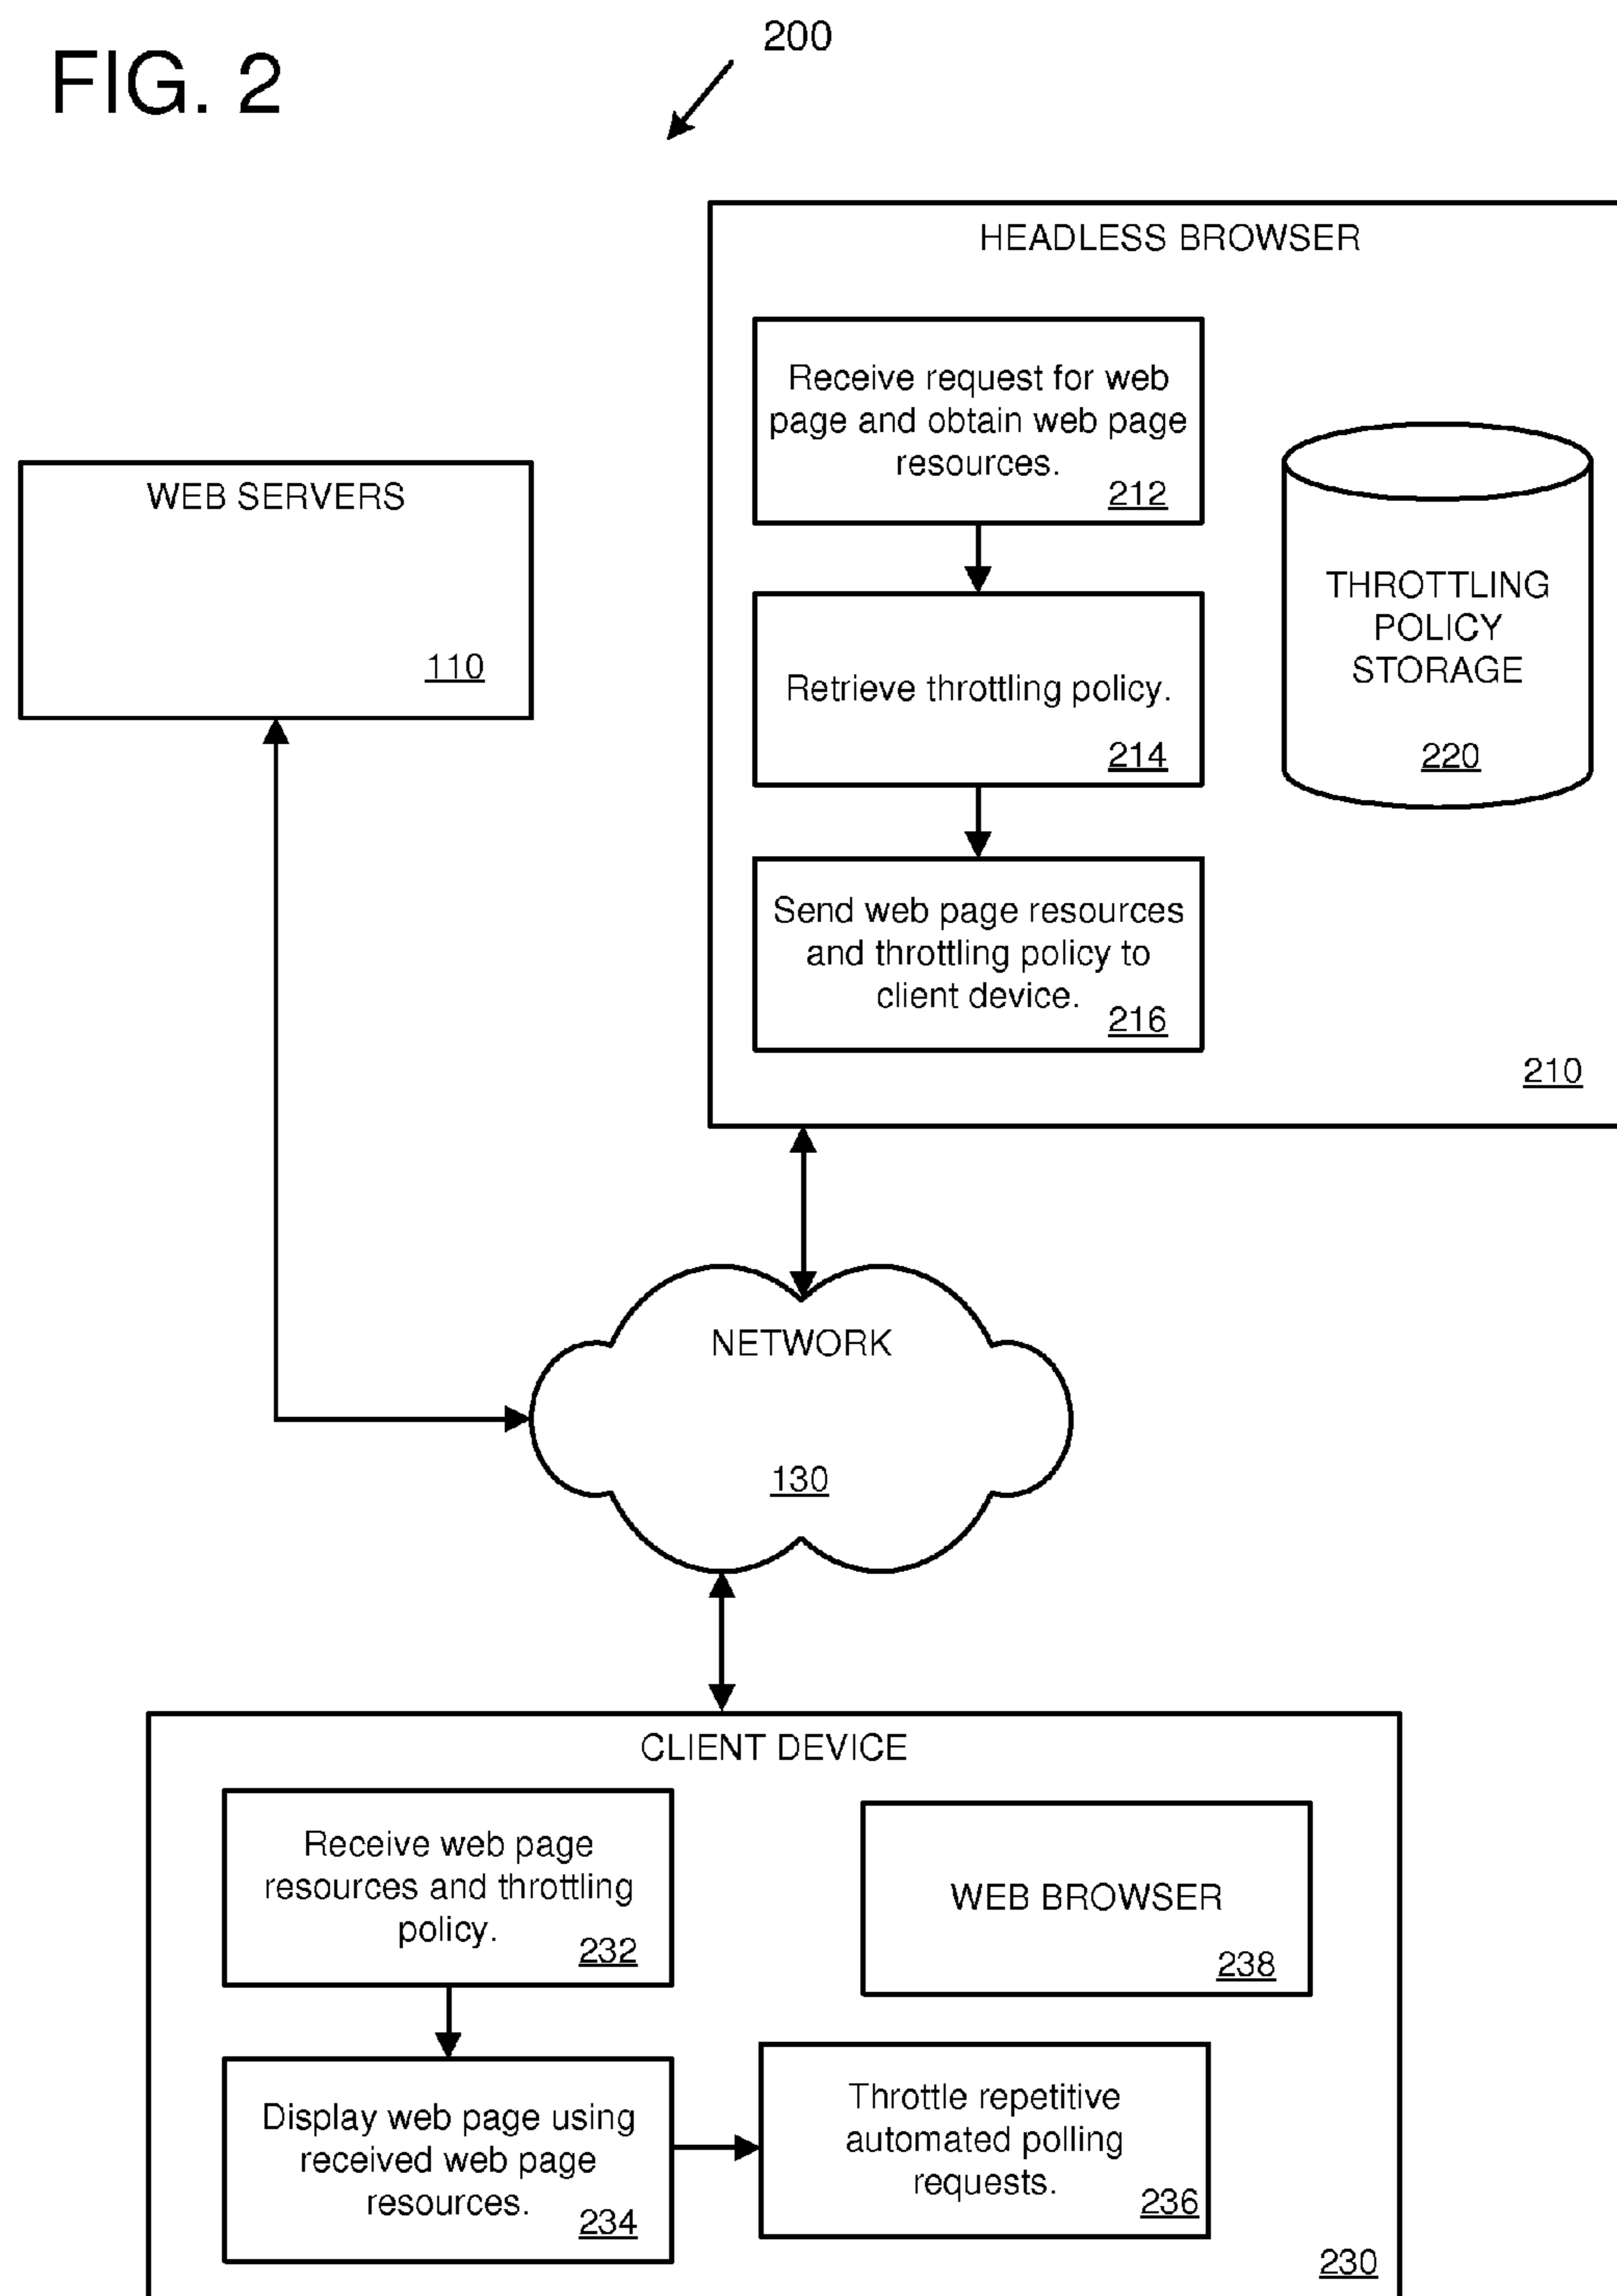 FIG. 2
200
HEADLESS BROWSER
Receive request for web
page and obtain web page
resources.
212
WEB SERVERS
110
THROTTLING
POLICY
STORAGE
220
Retrieve throttling policy.
214
Send web page resources
and throttling policy to
client device.
216
210
NETWORK
130
CLIENT DEVICE
Receive web page
resources and throttling
policy.
232
WEB BROWSER
238
Display web page using
received web page
resources.
234
Throttle repetitive
automated polling
requests.
236
230